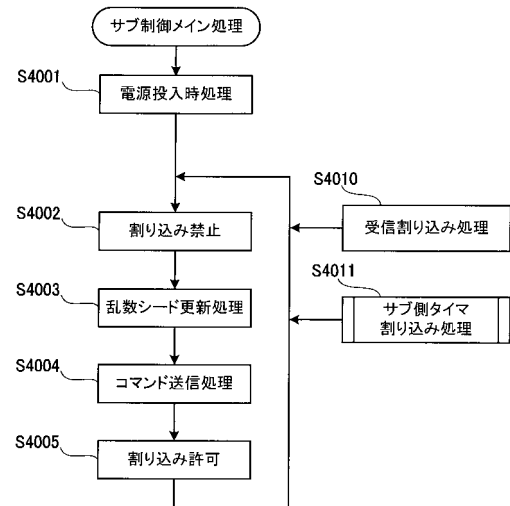 サブ制御メイン処理
S4001
電源投入時処理
S4010
受信割り込み処理
S4002
割り込み禁止
S4011
サブ側タイマ
割り込み処理
S4003
乱数シード更新処理
S4004
コマンド送信処理
S4005
割り込み許可